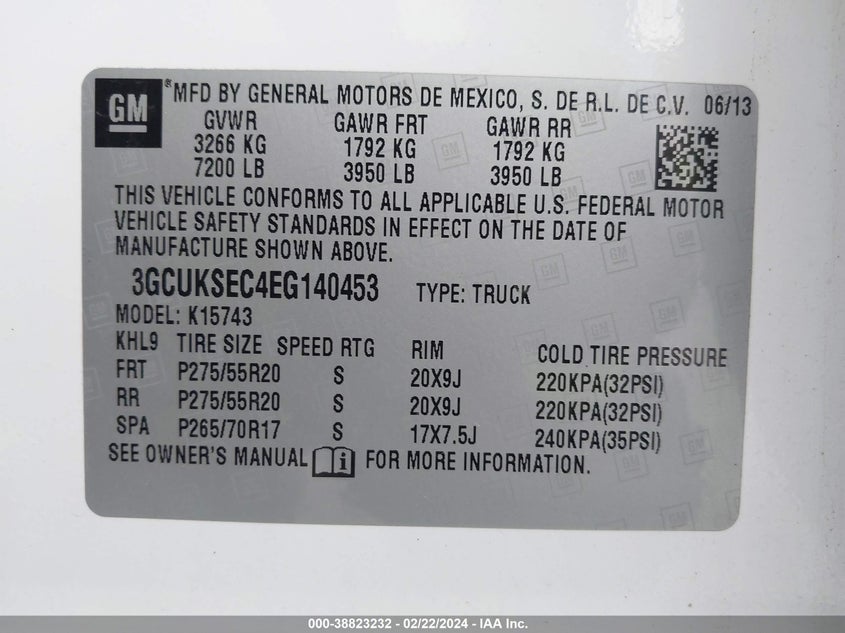 GM
® MFD BY GENERAL MOTORS DE MEXICO, S. DE R.L. DE C.V. 06/13
GVWR GAWR FRT GAWR RR
3266 KG 1792 KG 1792 KG
7200 LB 3950 LB 3950 LB
THIS VEHICLE CONFORMS TO ALL APPLICABLE U.S. FEDERAL MOTOR
VEHICLE SAFETY STANDARDS IN EFFECT ON THE DATE OF
MANUFACTURE SHOWN ABOVE.
3GCUKSEC4EG140453 TYPE: TRUCK
MODEL: K15743
KHL9 TIRE SIZE SPEED RTG RIM COLD TIRE PRESSURE
FRT P275/55R20 S 20X9J 220KPA(32PSI)
RR P275/55R20 S 20X9J 220KPA(32PSI)
SPA P265/70R17 S 17X7.5J 240KPA(35PSI)
SEE OWNER'S MANUAL i FOR MORE INFORMATION.
000-38823232 - 02/22/2024 - IAA Inc.